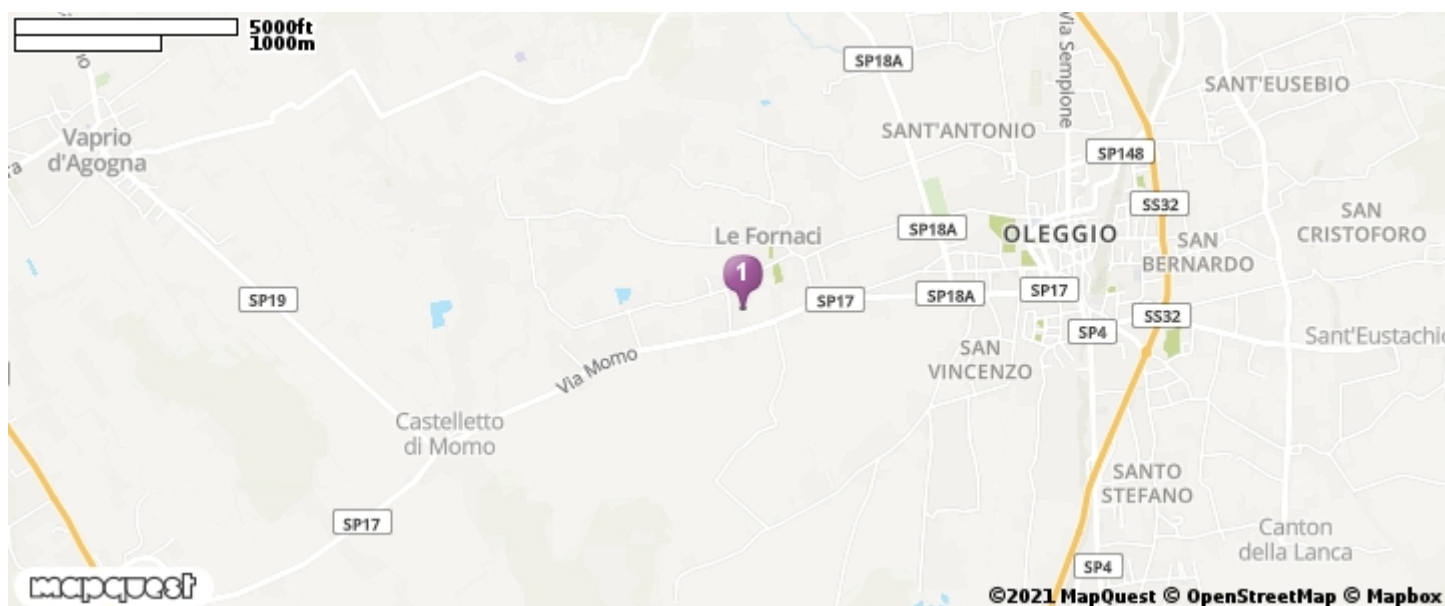 5000ft
1000m
Via Sempione
SP18A
SANT'EUSEBIO
SANT'ANTONIO
Vaprio
d'Agogna
SP148
SS32
SAN
CRISTOFORO
SP18A
Le Fornaci
OLEGGIO
SAN
BERNARDO
1
SP19
SP17
SP18A
SP17
SS32
SP4
Sant'Eustachio
SAN
VINCENZO
Via Momo
Castelletto
di Momo
SANTO
STEFANO
SP17
Canton
della Lanca
SP4
mapquest
©2021 MapQuest © OpenStreetMap © Mapbox